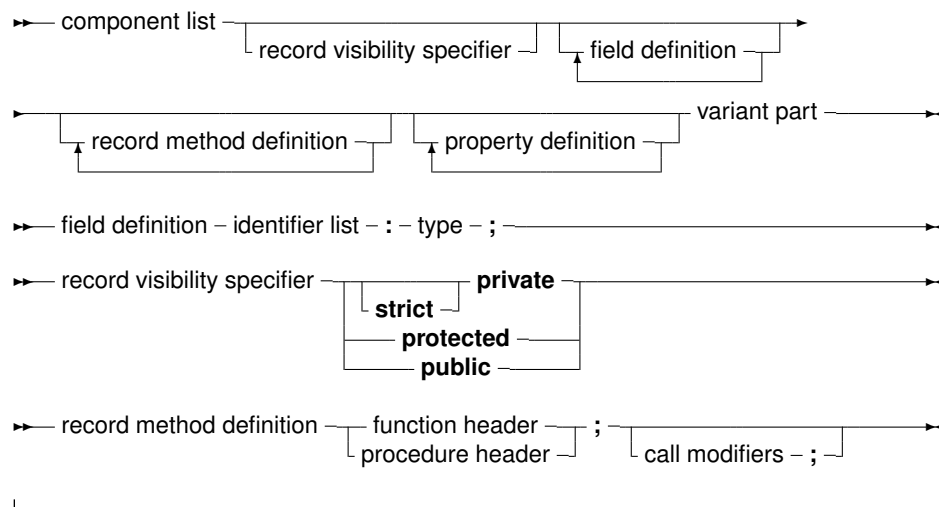 component list
record visibility specifier field definition
variant part
record method definition property definition
field definition identifier list : type ;
record visibility specifier private
strict
protected
public
record method definition function header ;
procedure header call modifiers ;